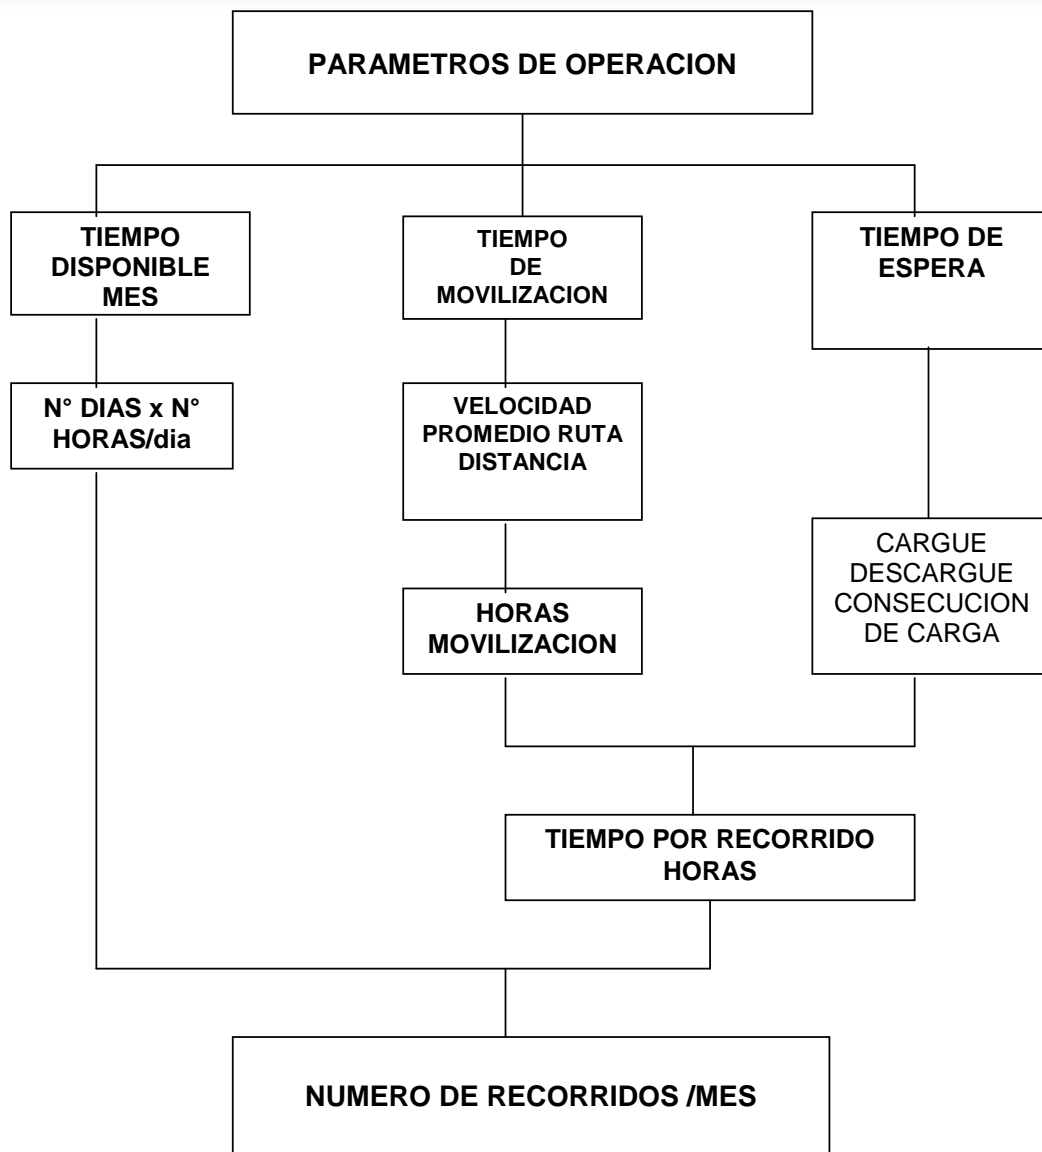 PARAMETROS DE OPERACION
TIEMPO
DISPONIBLE
MES
TIEMPO
DE
MOVILIZACION
TIEMPO DE
ESPERA
N° DIAS x N°
HORAS/dia
VELOCIDAD
PROMEDIO RUTA
DISTANCIA
CARGUE
DESCARGUE
CONSECUCION
DE CARGA
HORAS
MOVILIZACION
TIEMPO POR RECORRIDO
HORAS
NUMERO DE RECORRIDOS /MES